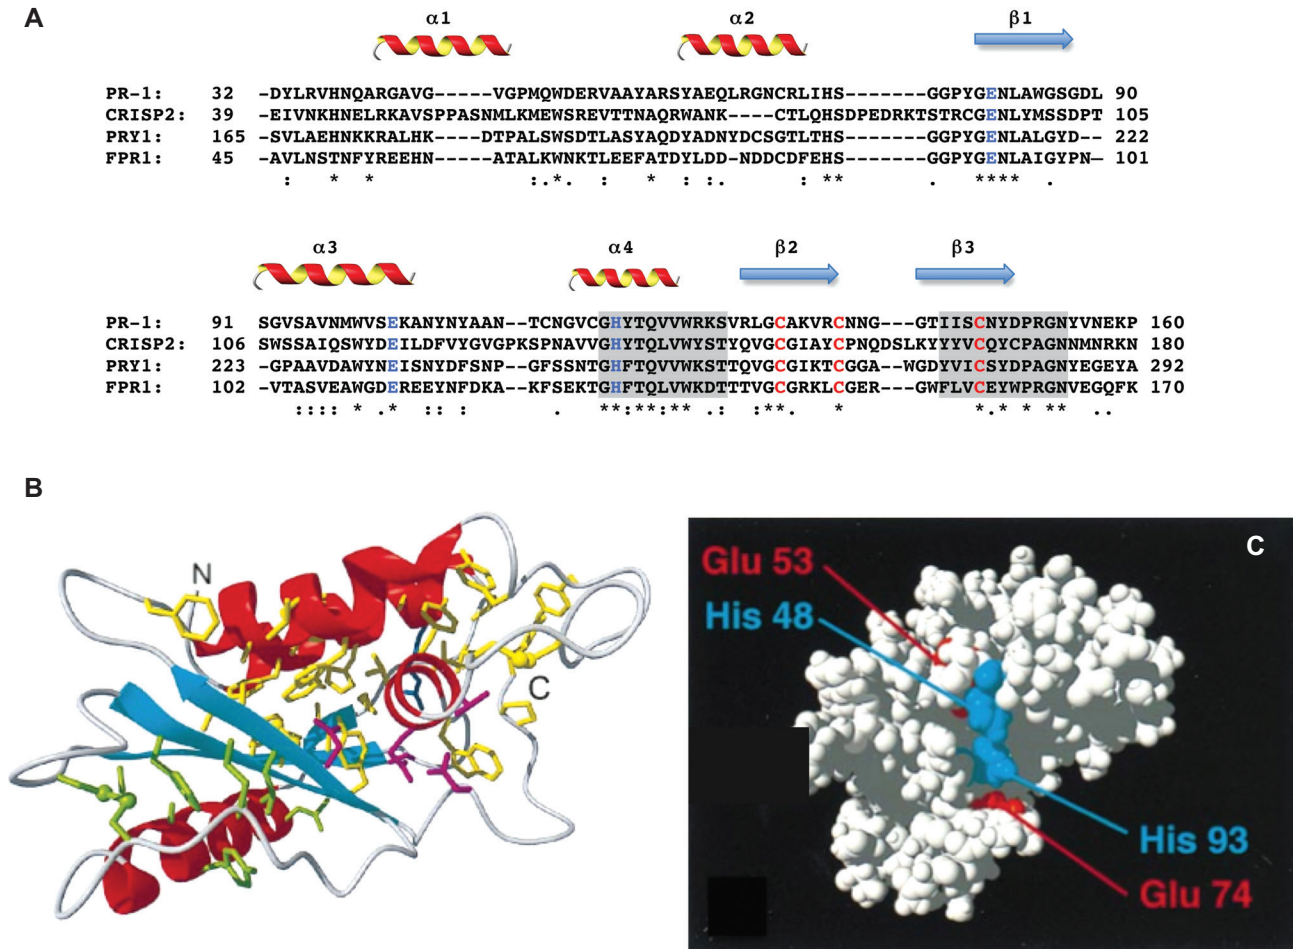 A
α1 α2 β1
PR-1: 32 -DYLRVHNQARGAVG-----VGPMQWDERVAAYARSYAEQLRGNCRLIHS-------GGPYGENLAWGSGDL 90
CRISP2: 39 -EIVNKHNELRKAVSPPASNMLKMEWSREVTTNAQRWANK----CTLQHSDPEDRKTSTRCGENLYMSSDPT 105
PRY1: 165 -SVLAEHNKKRALHK----DTPALSWSDTLASYAQDYADNYDCSGTLTHS-------GGPYGENLALGYD-- 222
FPR1: 45 -AVLNSTNFYREEHN-----ATALKWNKTLEEFATDYLDD-NDDCDFEHS-------GGPYGENLAIGYPN- 101
: * * :.*. : * : :. : ** . **** .
α3 α4 β2 β3
PR-1: 91 SGVSAVNMWVSEKANYNYAAN--TCNGVCGHYTQVVWRKSVRLGCAKVRCNNG---GTIISCNYDPRGNYVNEKP 160
CRISP2: 106 SWSSAIQSWYDEILDFVYGVGPKSPNAVVGHYTQLVWYSTYQVGCGIAYCPNQDSLKYYYVCQYCPAGNNMNRKN 180
PRY1: 223 -GPAAVDAWYNEISNYDFSNP--GFSSNTGHFTQVVWKSTTQVGCGIKTCGGA--WGDYVICSYDPAGNYEGEYA 292
FPR1: 102 -VTASVEAWGDEREEYNFDKA--KFSEKTGHFTQLVWKDTTTVGCGRKLCGER---GWFLVCEYWPRGNVEGQFK 170
:::: * .* :: : . **:**:** .: :**. * *.* * ** ..
B
N
C
C
Glu 53
His 48
His 93
Glu 74